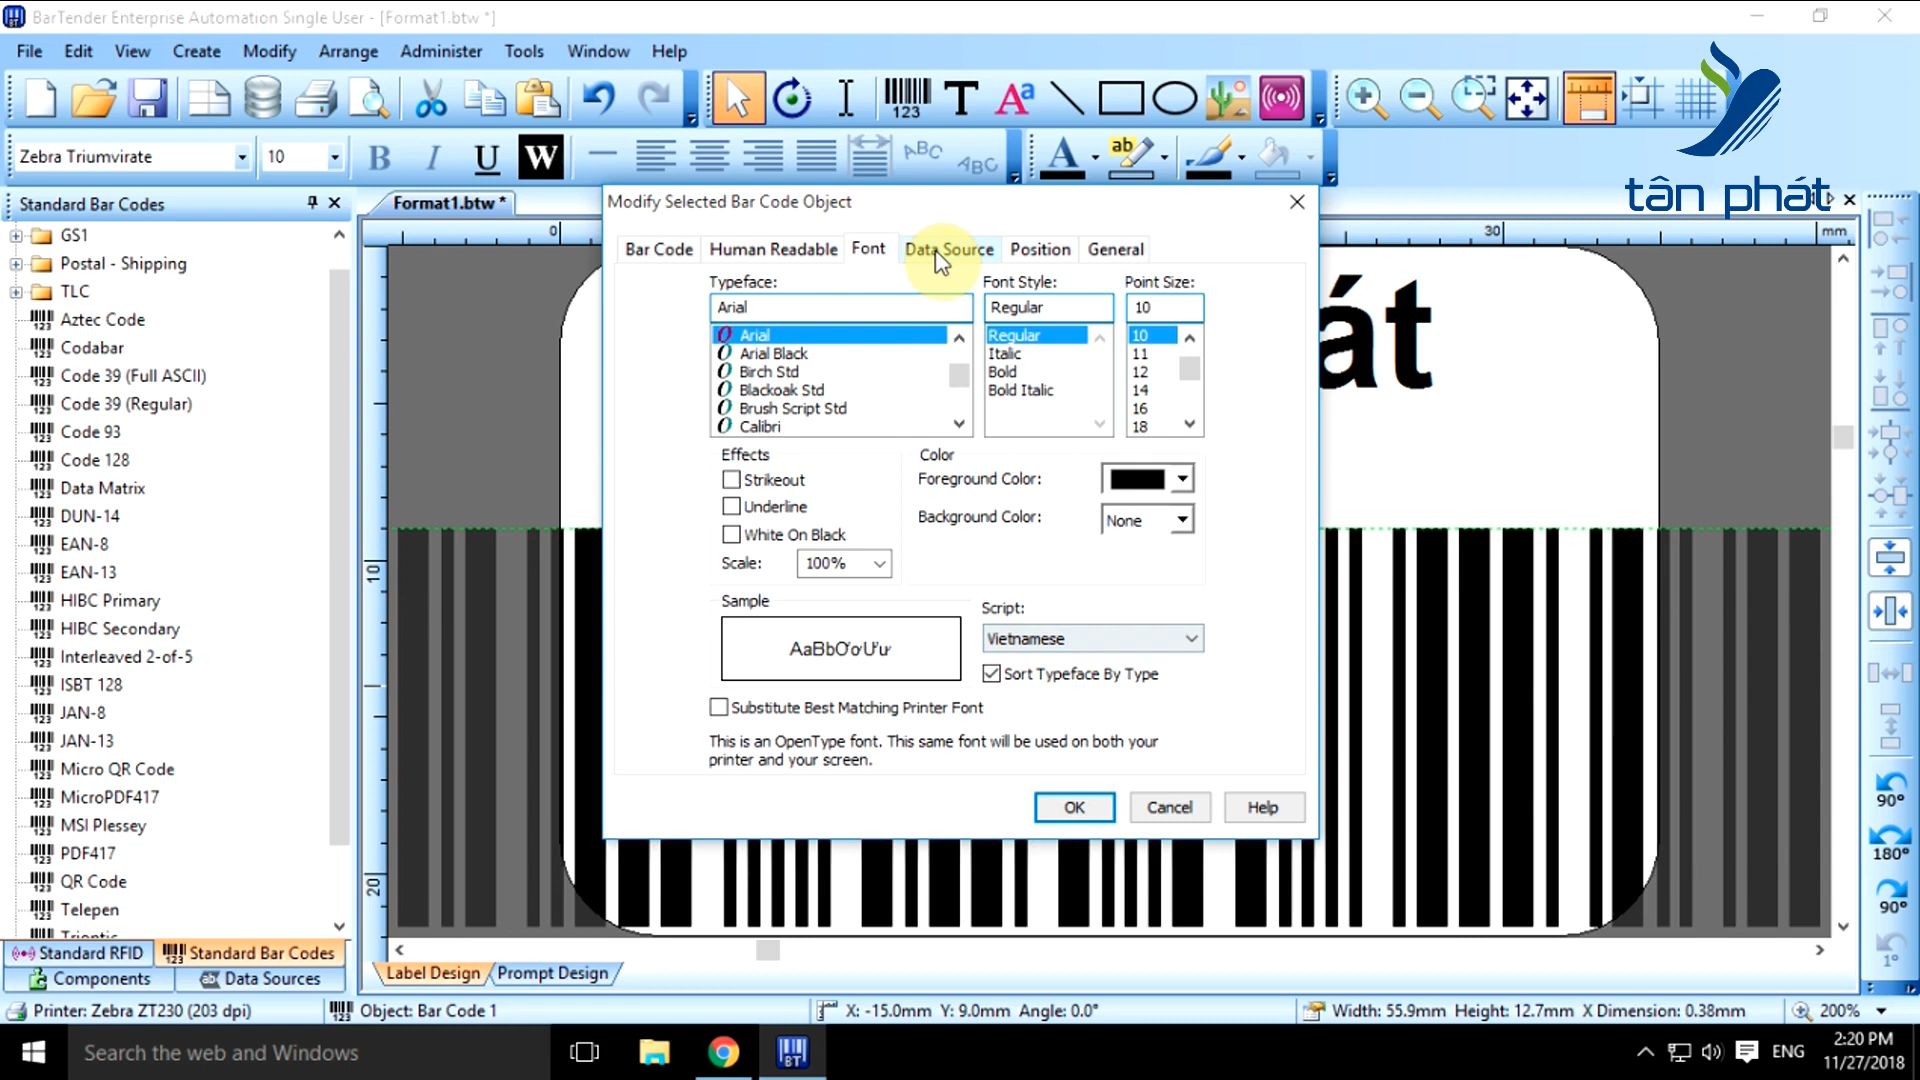 BarTender Enterprise Automation Single User - [Format1.btw *]
File Edit View Create Modify Arrange Administer Tools Window Help
123
tân phát
Zebra Triumvirate 10 B I U W ABC ABC A ab
Standard Bar Codes
Format1.btw *
0 30 mm
10
20
GS1
Postal - Shipping
TLC
Aztec Code
Codabar
Code 39 (Full ASCII)
Code 39 (Regular)
Code 93
Code 128
Data Matrix
DUN-14
EAN-8
EAN-13
HIBC Primary
HIBC Secondary
Interleaved 2-of-5
ISBT 128
JAN-8
JAN-13
Micro QR Code
MicroPDF417
MSI Plessey
PDF417
QR Code
Telepen
Standard RFID Standard Bar Codes
Components Data Sources
át
Modify Selected Bar Code Object
Bar Code Human Readable Font Data Source Position General
Typeface: Font Style: Point Size:
Arial Regular 10
Arial Regular 10
Arial Black Italic 11
Birch Std Bold 12
Blackoak Std Bold Italic 14
Brush Script Std 16
Calibri 18
Effects Color
Strikeout Foreground Color:
Underline
White On Black Background Color: None
Scale: 100%
Sample Script:
AaBbƠơƯư Vietnamese
Sort Typeface By Type
Substitute Best Matching Printer Font
This is an OpenType font. This same font will be used on both your
printer and your screen.
OK Cancel Help
90°
180°
90°
1°
Label Design Prompt Design
Printer: Zebra ZT230 (203 dpi) Object: Bar Code 1 X: -15.0mm Y: 9.0mm Angle: 0.0° Width: 55.9mm Height: 12.7mm X Dimension: 0.38mm 200%
Search the web and Windows BT ENG 2:20 PM
11/27/2018